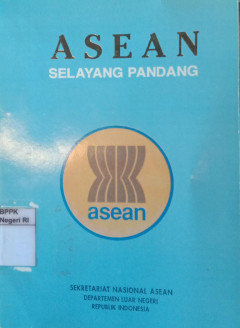 ASEAN
SELAYANG PANDANG
asean
BPPK
Negeri RI
SEKRETARIAT NASIONAL ASEAN
DEPARTEMEN LUAR NEGERI
REPUBLIK INDONESIA